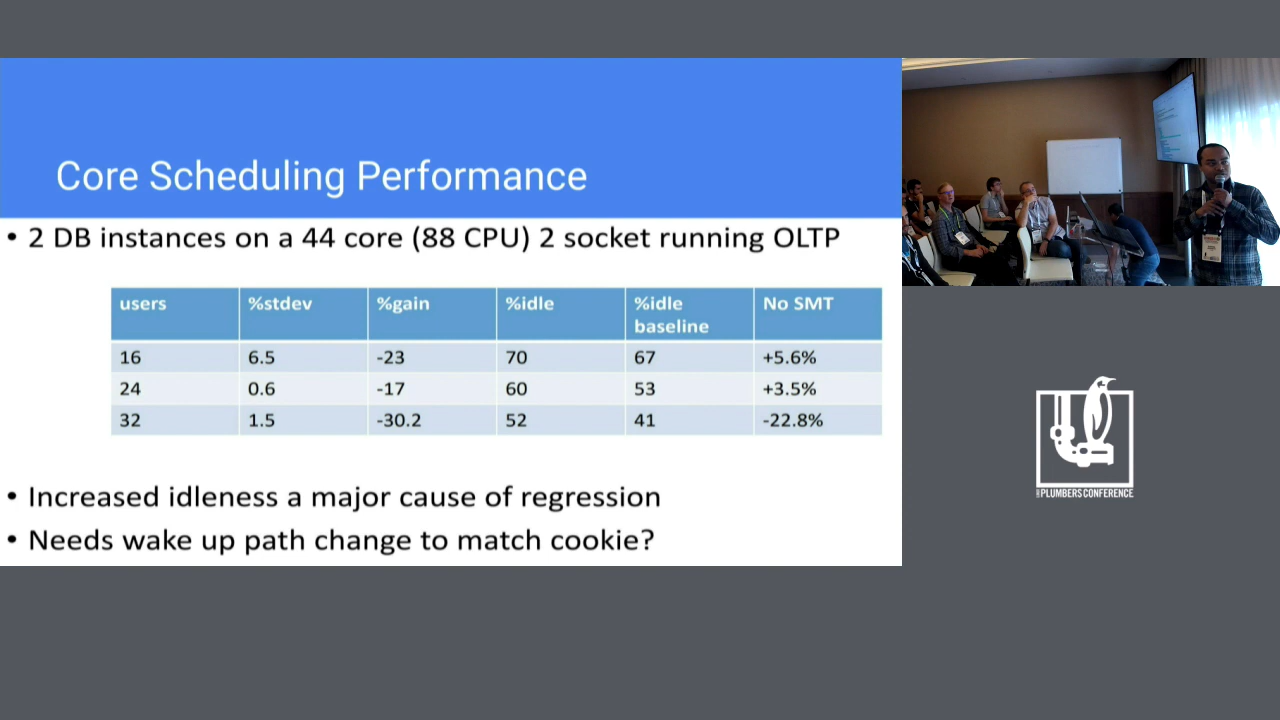 Core Scheduling Performance
• 2 DB instances on a 44 core (88 CPU) 2 socket running OLTP
users %stdev %gain %idle %idle baseline No SMT
16 6.5 -23 70 67 +5.6%
24 0.6 -17 60 53 +3.5%
32 1.5 -30.2 52 41 -22.8%
• Increased idleness a major cause of regression
• Needs wake up path change to match cookie?
PLUMBERS CONFERENCE